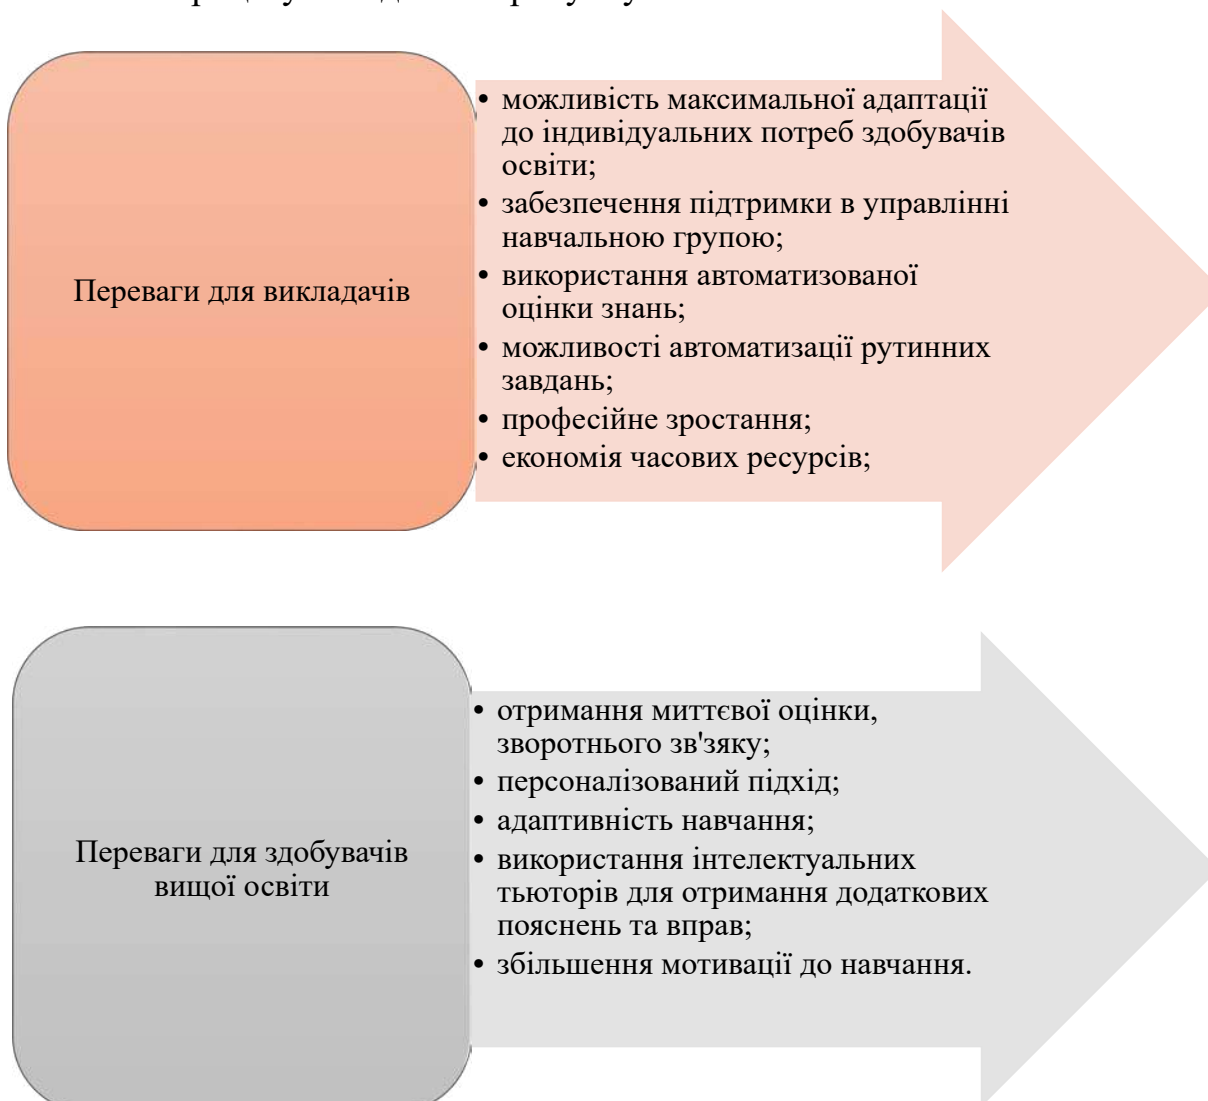 Переваги для викладачів
• можливість максимальної адаптації
до індивідуальних потреб здобувачів
освіти;
• забезпечення підтримки в управлінні
навчальною групою;
• використання автоматизованої
оцінки знань;
• можливості автоматизації рутинних
завдань;
• професійне зростання;
• економія часових ресурсів;
Переваги для здобувачів
вищої освіти
• отримання миттєвої оцінки,
зворотнього зв'язку;
• персоналізований підхід;
• адаптивність навчання;
• використання інтелектуальних
тьюторів для отримання додаткових
пояснень та вправ;
• збільшення мотивації до навчання.